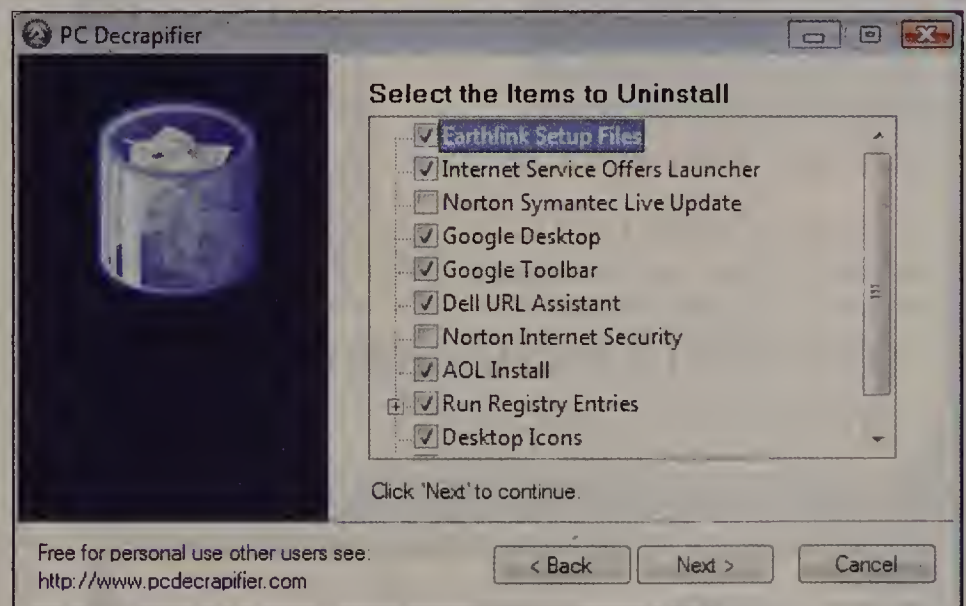 PC Decrapifier
Select the Items to Uninstall
Earthlink Setup Files
Internet Service Offers Launcher
Norton Symantec Live Update
Google Desktop
Google Toolbar
Dell URL Assistant
Norton Internet Security
AOL Install
Run Registry Entries
Desktop Icons
Click 'Next' to continue.
Free for personal use other users see:
http://www.pcdecrapifier.com
< Back
Next >
Cancel